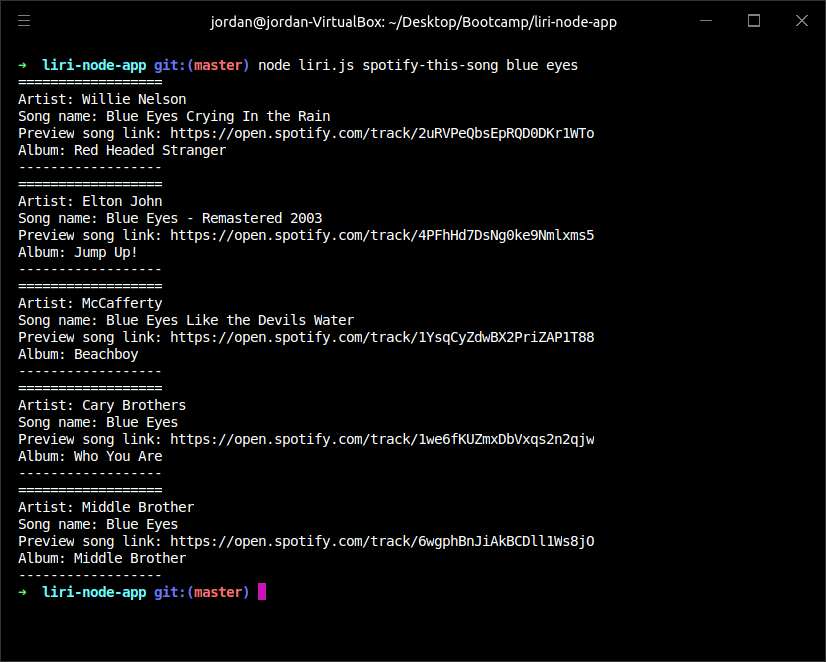 jordan@jordan-VirtualBox: ~/Desktop/Bootcamp/liri-node-app
➜  liri-node-app git:(master) node liri.js spotify-this-song blue eyes
==================
Artist: Willie Nelson
Song name: Blue Eyes Crying In the Rain
Preview song link: https://open.spotify.com/track/2uRVPeQbsEpRQD0DKr1WTo
Album: Red Headed Stranger
------------------
==================
Artist: Elton John
Song name: Blue Eyes - Remastered 2003
Preview song link: https://open.spotify.com/track/4PFhHd7DsNg0ke9Nmlxms5
Album: Jump Up!
------------------
==================
Artist: McCafferty
Song name: Blue Eyes Like the Devils Water
Preview song link: https://open.spotify.com/track/1YsqCyZdwBX2PriZAP1T88
Album: Beachboy
------------------
==================
Artist: Cary Brothers
Song name: Blue Eyes
Preview song link: https://open.spotify.com/track/1we6fKUZmxDbVxqs2n2qjw
Album: Who You Are
------------------
==================
Artist: Middle Brother
Song name: Blue Eyes
Preview song link: https://open.spotify.com/track/6wgphBnJiAkBCDll1Ws8jO
Album: Middle Brother
------------------
➜  liri-node-app git:(master)